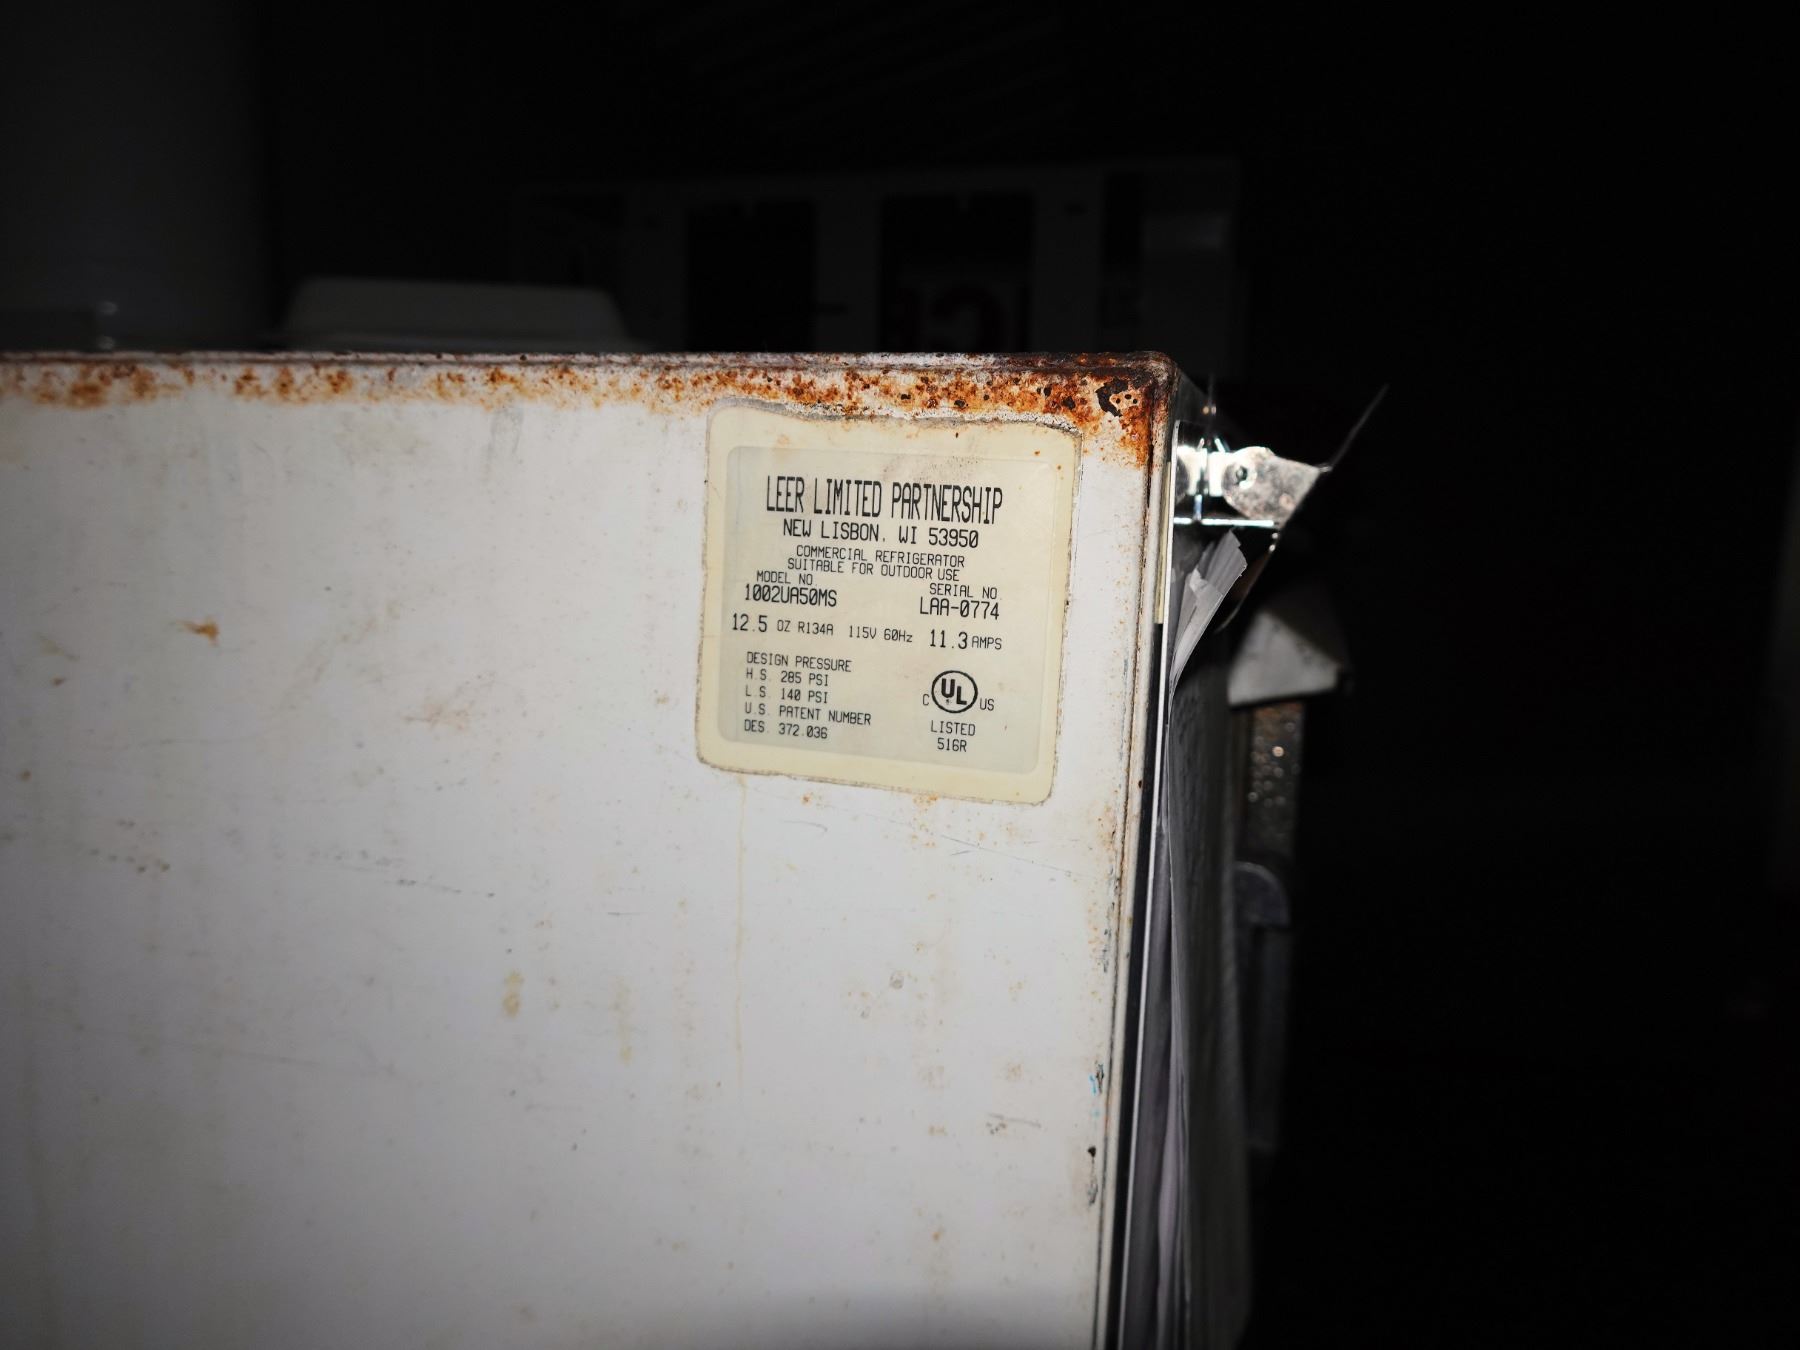 LEER LIMITED PARTNERSHIP
NEW LISBON, WI 53950
COMMERCIAL REFRIGERATOR
SUITABLE FOR OUTDOOR USE
MODEL NO. SERIAL NO.
1002UA50MS LAA-0774
12.5 OZ R134A 115V 60Hz 11.3 AMPS
DESIGN PRESSURE
H.S. 285 PSI
L.S. 140 PSI
U.S. PATENT NUMBER
DES. 372.036
C UL US
LISTED
516R